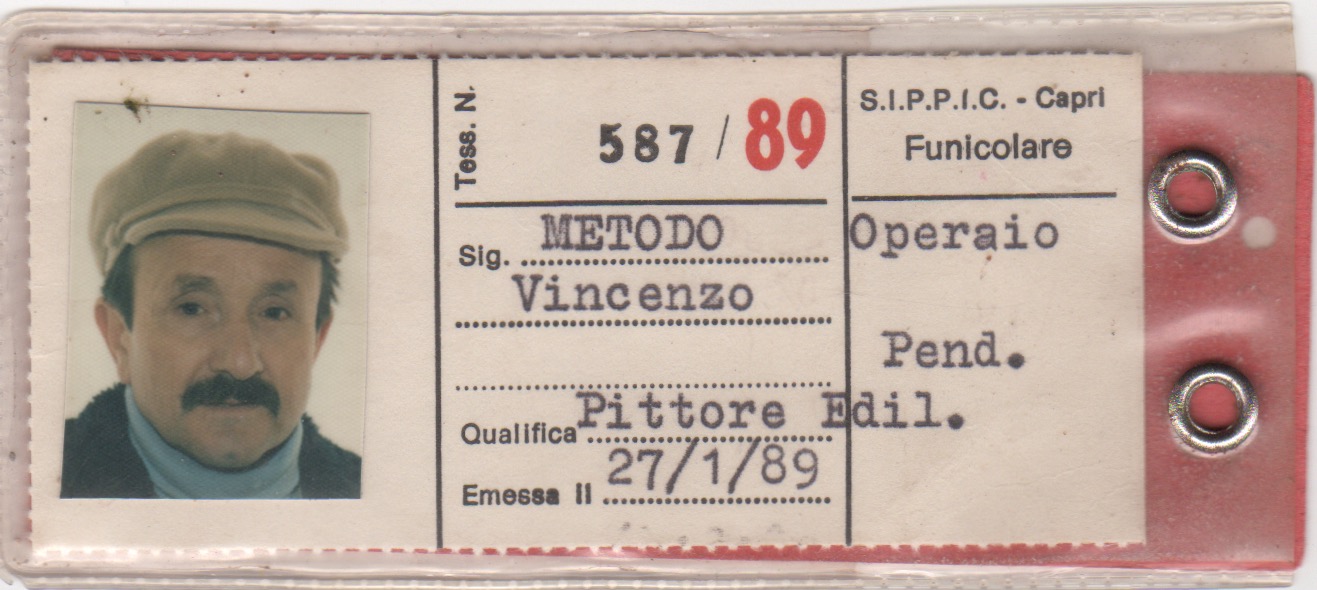 Tess. N. 587 / 89
Sig. METODO
Vincenzo
Qualifica Pittore Edil.
Emessa il 27/1/89
S.I.P.P.I.C. - Capri
Funicolare
Operaio
Pend.